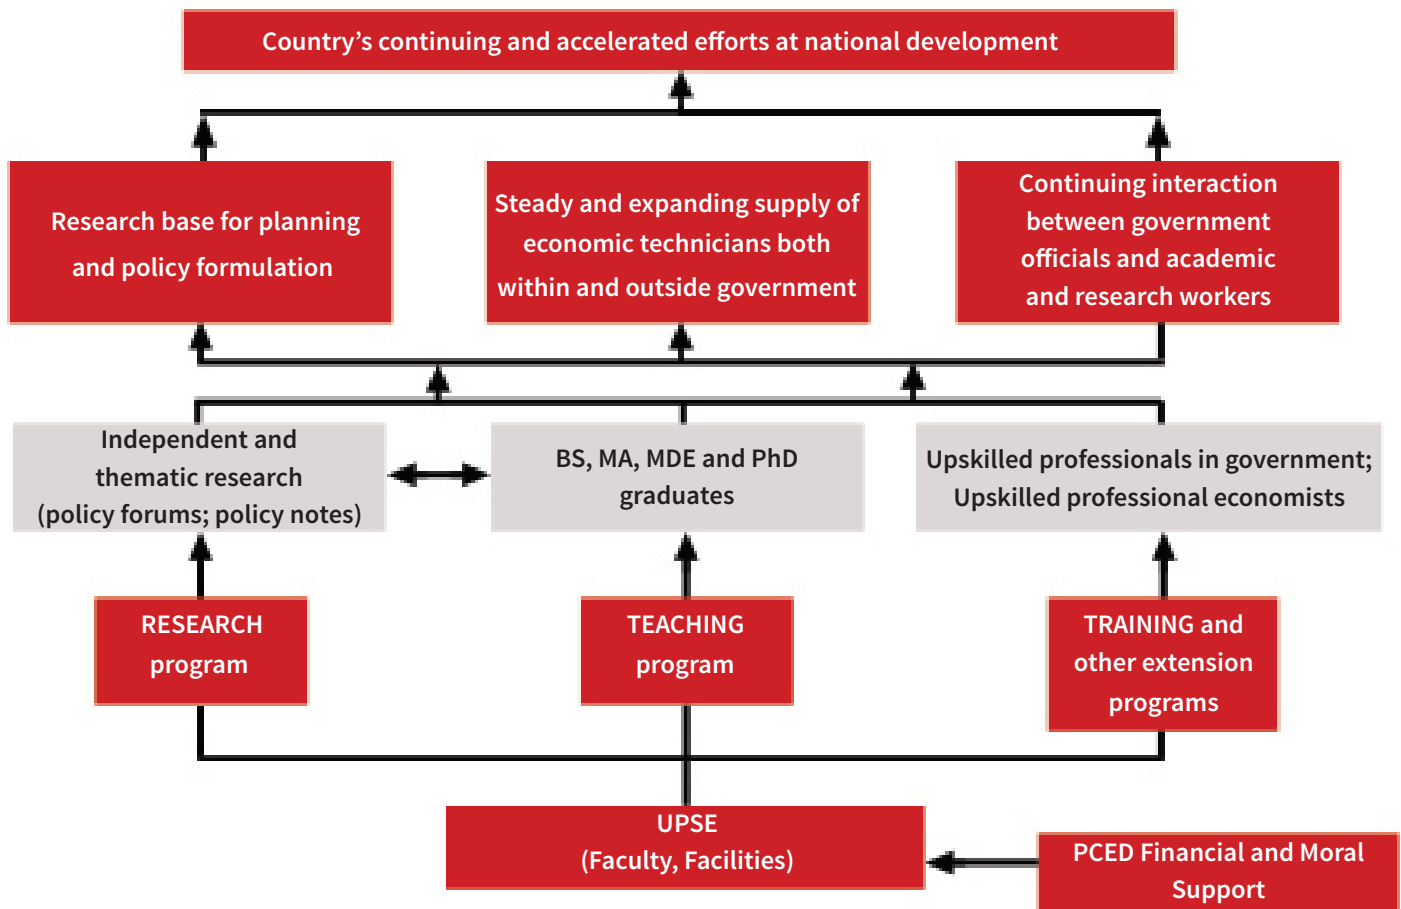 Country’s continuing and accelerated efforts at national development
Research base for planning
and policy formulation
Steady and expanding supply of
economic technicians both
within and outside government
Continuing interaction
between government
officials and academic
and research workers
Independent and
thematic research
(policy forums; policy notes)
BS, MA, MDE and PhD
graduates
Upskilled professionals in government;
Upskilled professional economists
RESEARCH
program
TEACHING
program
TRAINING and
other extension
programs
UPSE
(Faculty, Facilities)
PCED Financial and Moral
Support